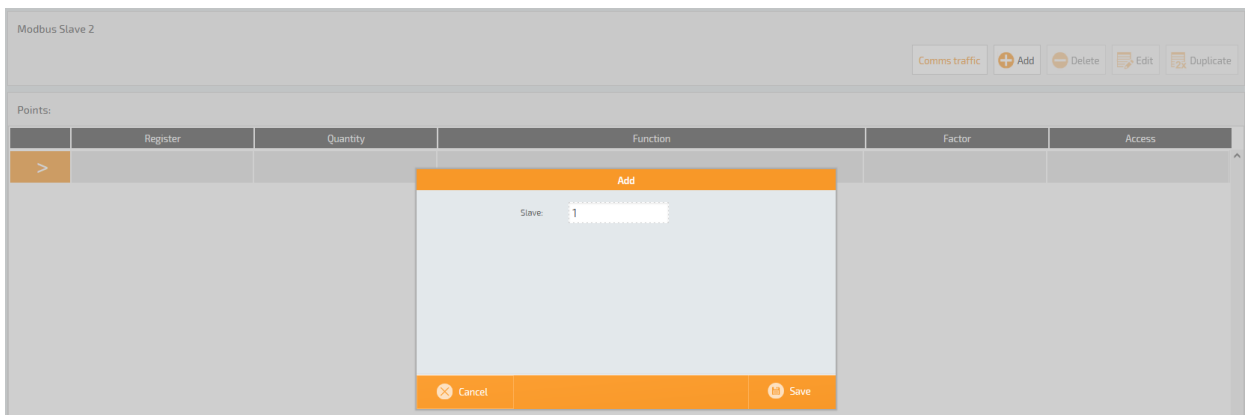 Modbus Slave 2
Comms traffic Add Delete Edit Duplicate
Points:
Register Quantity Function Factor Access
>
Add
Slave: 1
Cancel Save